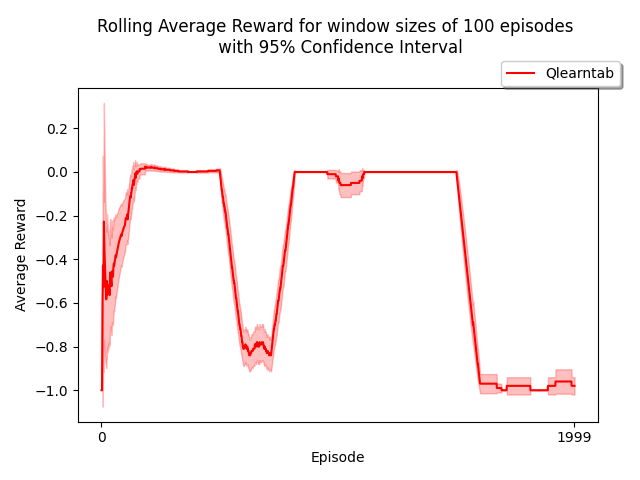 Rolling Average Reward for window sizes of 100 episodes
with 95% Confidence Interval
Qlearntab
0.2
0.0
−0.2
−0.4
−0.6
−0.8
−1.0
Average Reward
0
1999
Episode